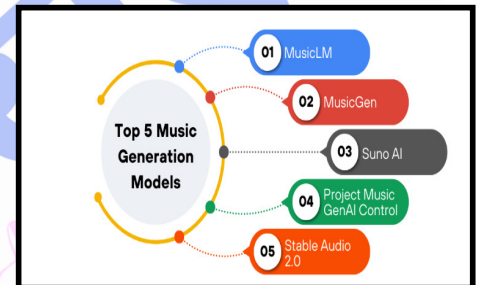 Top 5 Music
Generation
Models
01 MusicLM
02 MusicGen
03 Suno AI
04 Project Music
GenAI Control
05 Stable Audio
2.0